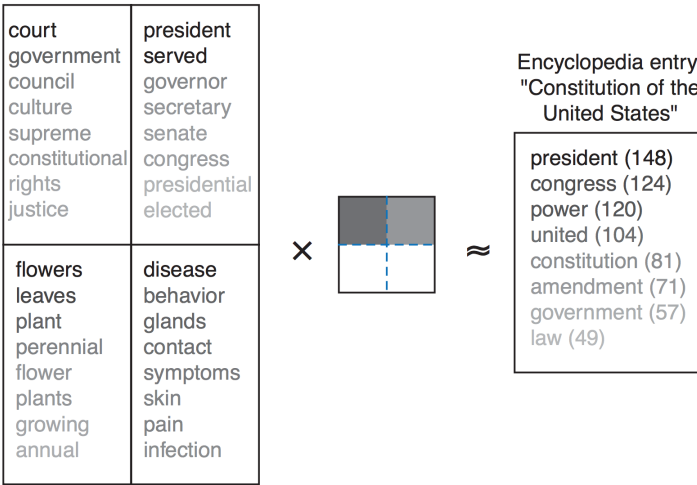 court
government
council
culture
supreme
constitutional
rights
justice
president
served
governor
secretary
senate
congress
presidential
elected
flowers
leaves
plant
perennial
flower
plants
growing
annual
disease
behavior
glands
contact
symptoms
skin
pain
infection
×
≈
Encyclopedia entry
"Constitution of the
United States"
president (148)
congress (124)
power (120)
united (104)
constitution (81)
amendment (71)
government (57)
law (49)